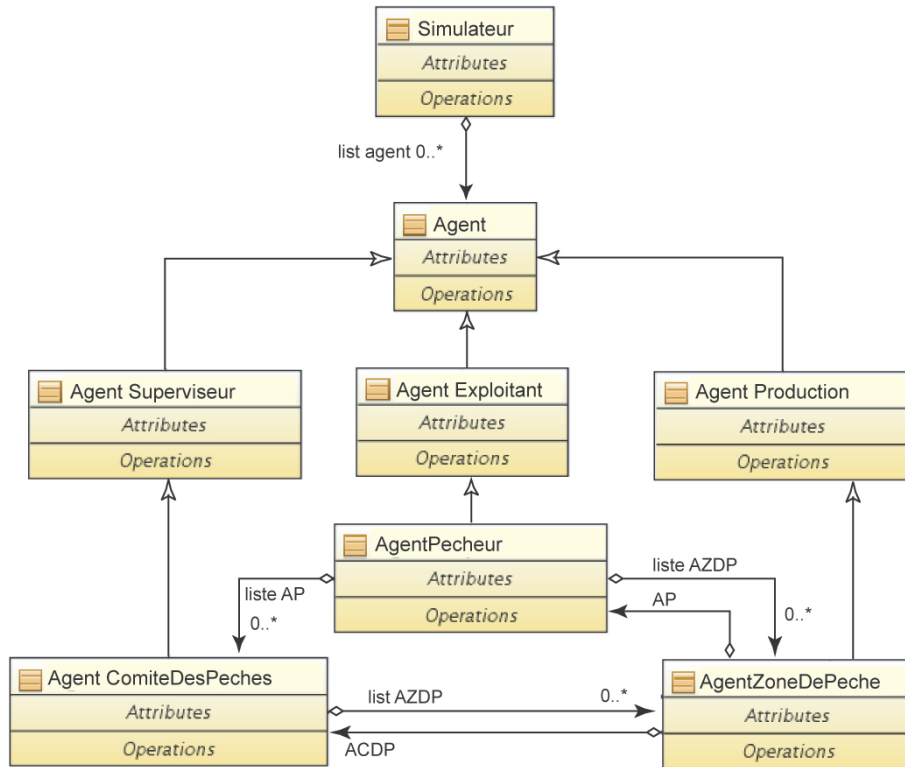 Simulateur
Attributes
Operations
list agent 0..*
Agent
Attributes
Operations
Agent Superviseur
Attributes
Operations
Agent Exploitant
Attributes
Operations
Agent Production
Attributes
Operations
AgentPecheur
Attributes
Operations
liste AP
0..*
liste AZDP
AP
0..*
Agent ComiteDesPeches
Attributes
Operations
list AZDP
0..*
ACDP
AgentZoneDePeche
Attributes
Operations